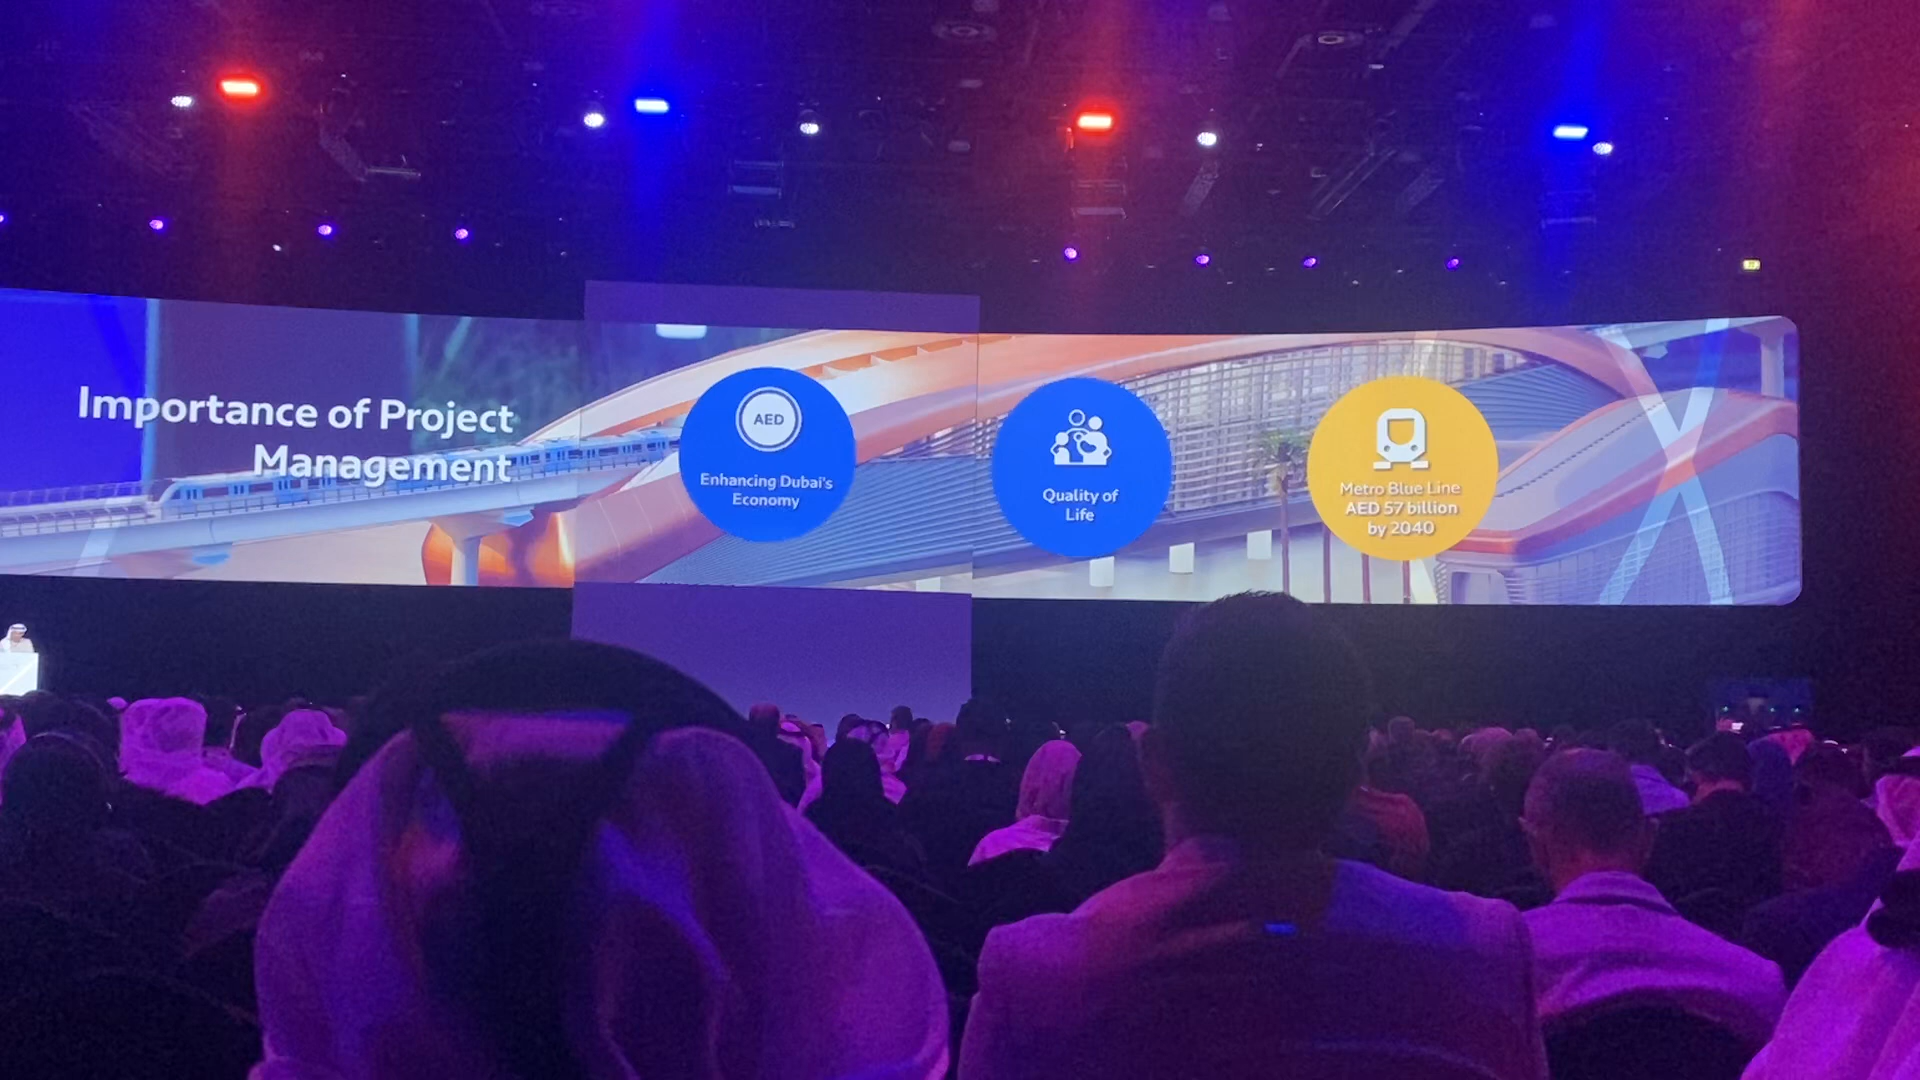 Importance of Project
Management
AED
Enhancing Dubai's
Economy
Quality of
Life
Metro Blue Line
AED 57 billion
by 2040